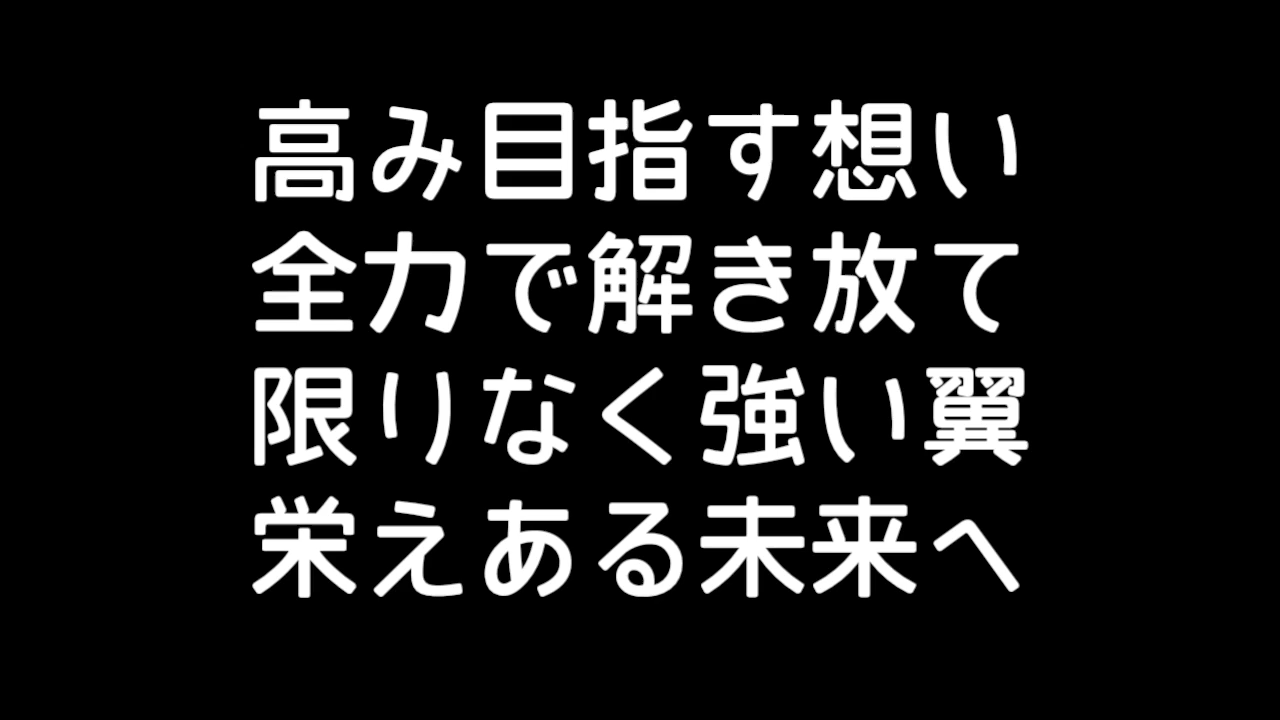 高み目指す想い
全力で解き放て
限りなく強い翼
栄えある未来へ